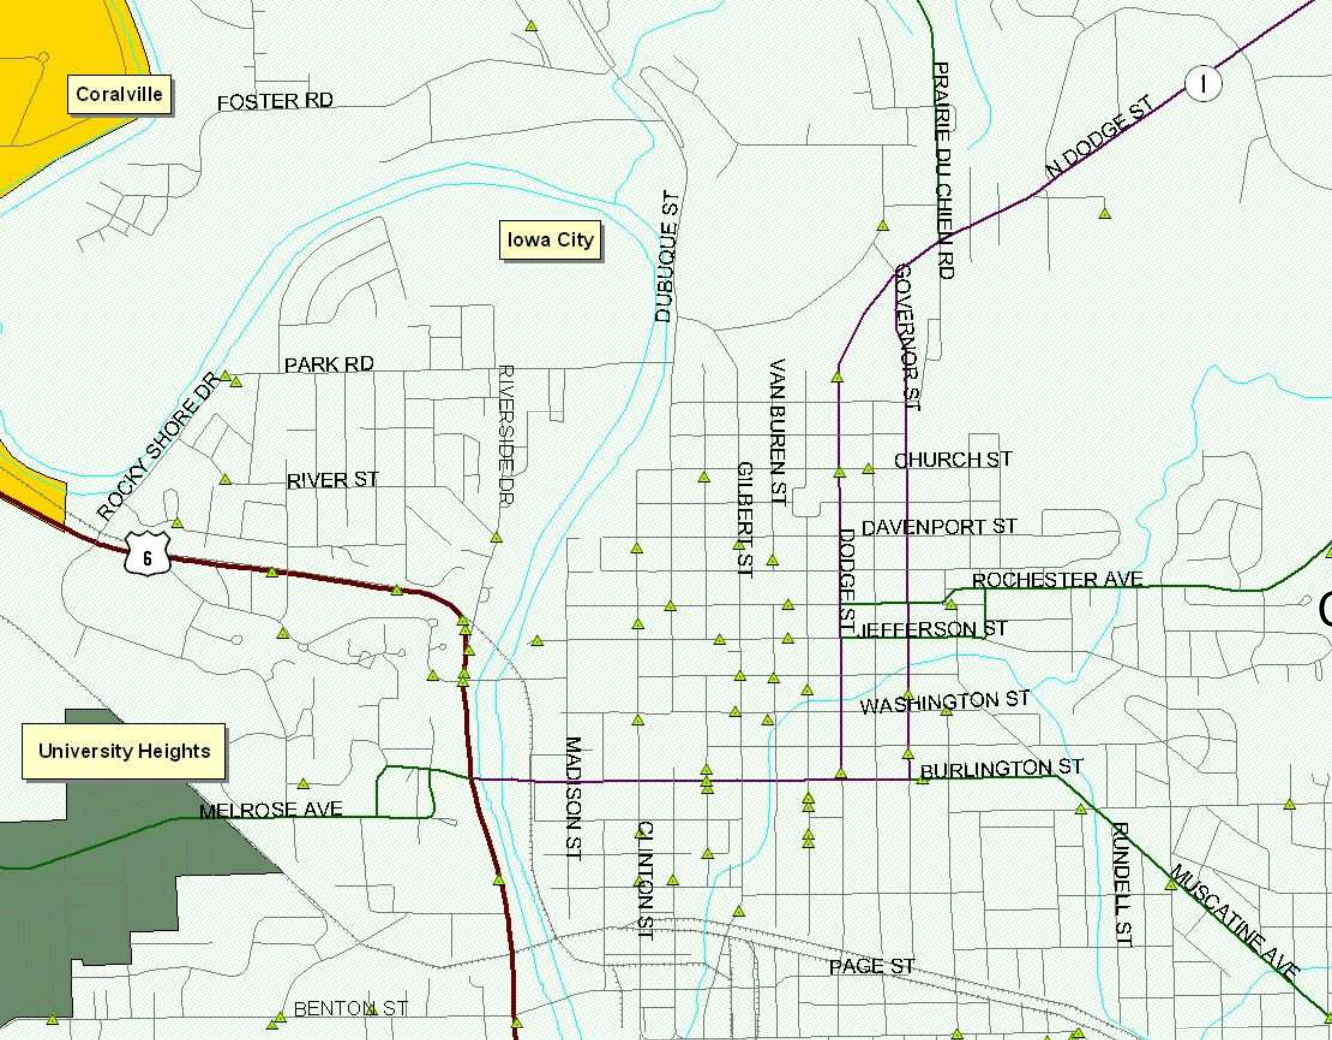 Coralville
FOSTER RD
PRAIRIE DU CHIEN RD
1
N DODGE ST
Iowa City
DUBUQUE ST
GOVERNOR ST
PARK RD
RIVERSIDE DR
VAN BUREN ST
ROCKY SHORE DR
RIVER ST
GILBERT ST
CHURCH ST
DAVENPORT ST
DODGE ST
6
ROCHESTER AVE
JEFFERSON ST
WASHINGTON ST
University Heights
MADISON ST
BURLINGTON ST
MELROSE AVE
CLINTON ST
RUNDELL ST
MUSCATINE AVE
PAGE ST
BENTON ST